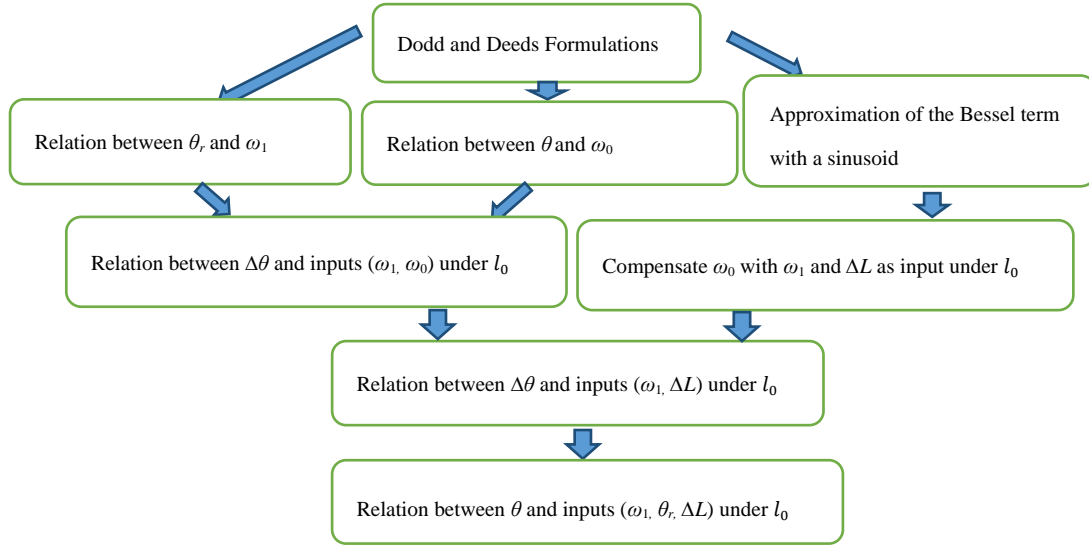 Dodd and Deeds Formulations
Relation between θr and ω1
Relation between θ and ω0
Approximation of the Bessel term
with a sinusoid
Relation between Δθ and inputs (ω1, ω0) under l0
Compensate ω0 with ω1 and ΔL as input under l0
Relation between Δθ and inputs (ω1, ΔL) under l0
Relation between θ and inputs (ω1, θr, ΔL) under l0